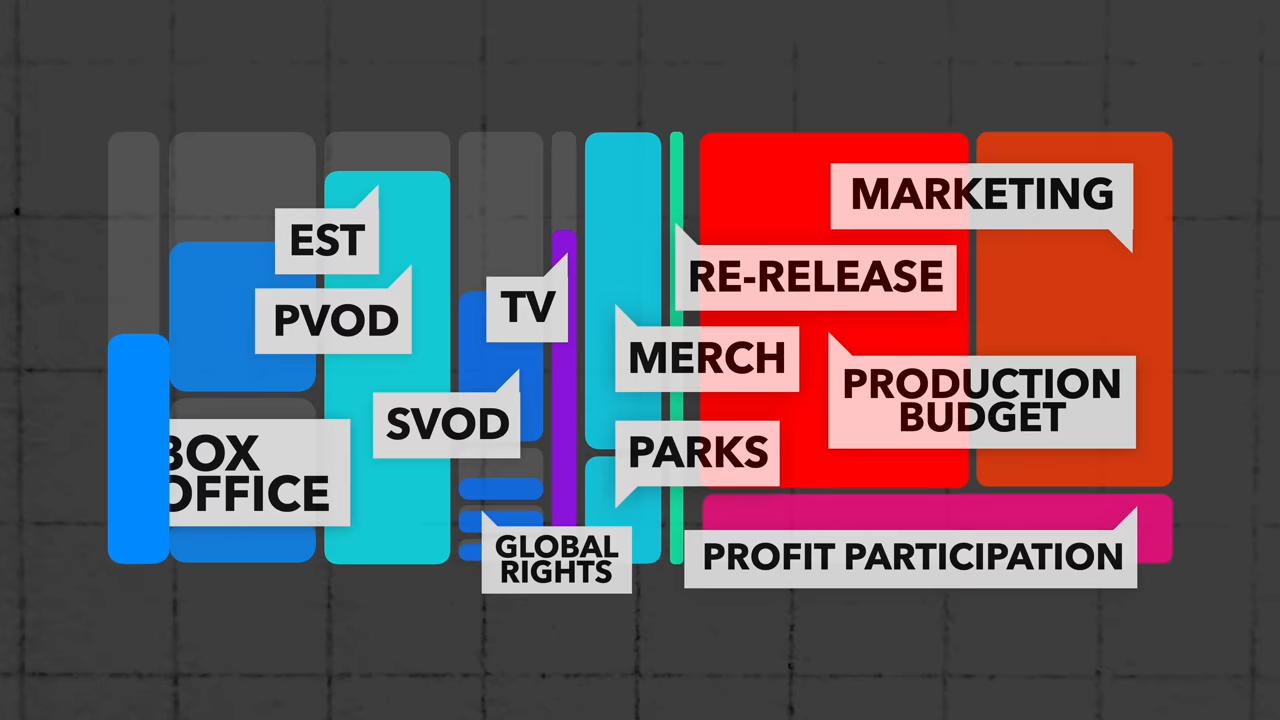 MARKETING
EST
RE-RELEASE
TV
PVOD
MERCH
PRODUCTION
BUDGET
SVOD
BOX
OFFICE
PARKS
GLOBAL
RIGHTS
PROFIT PARTICIPATION